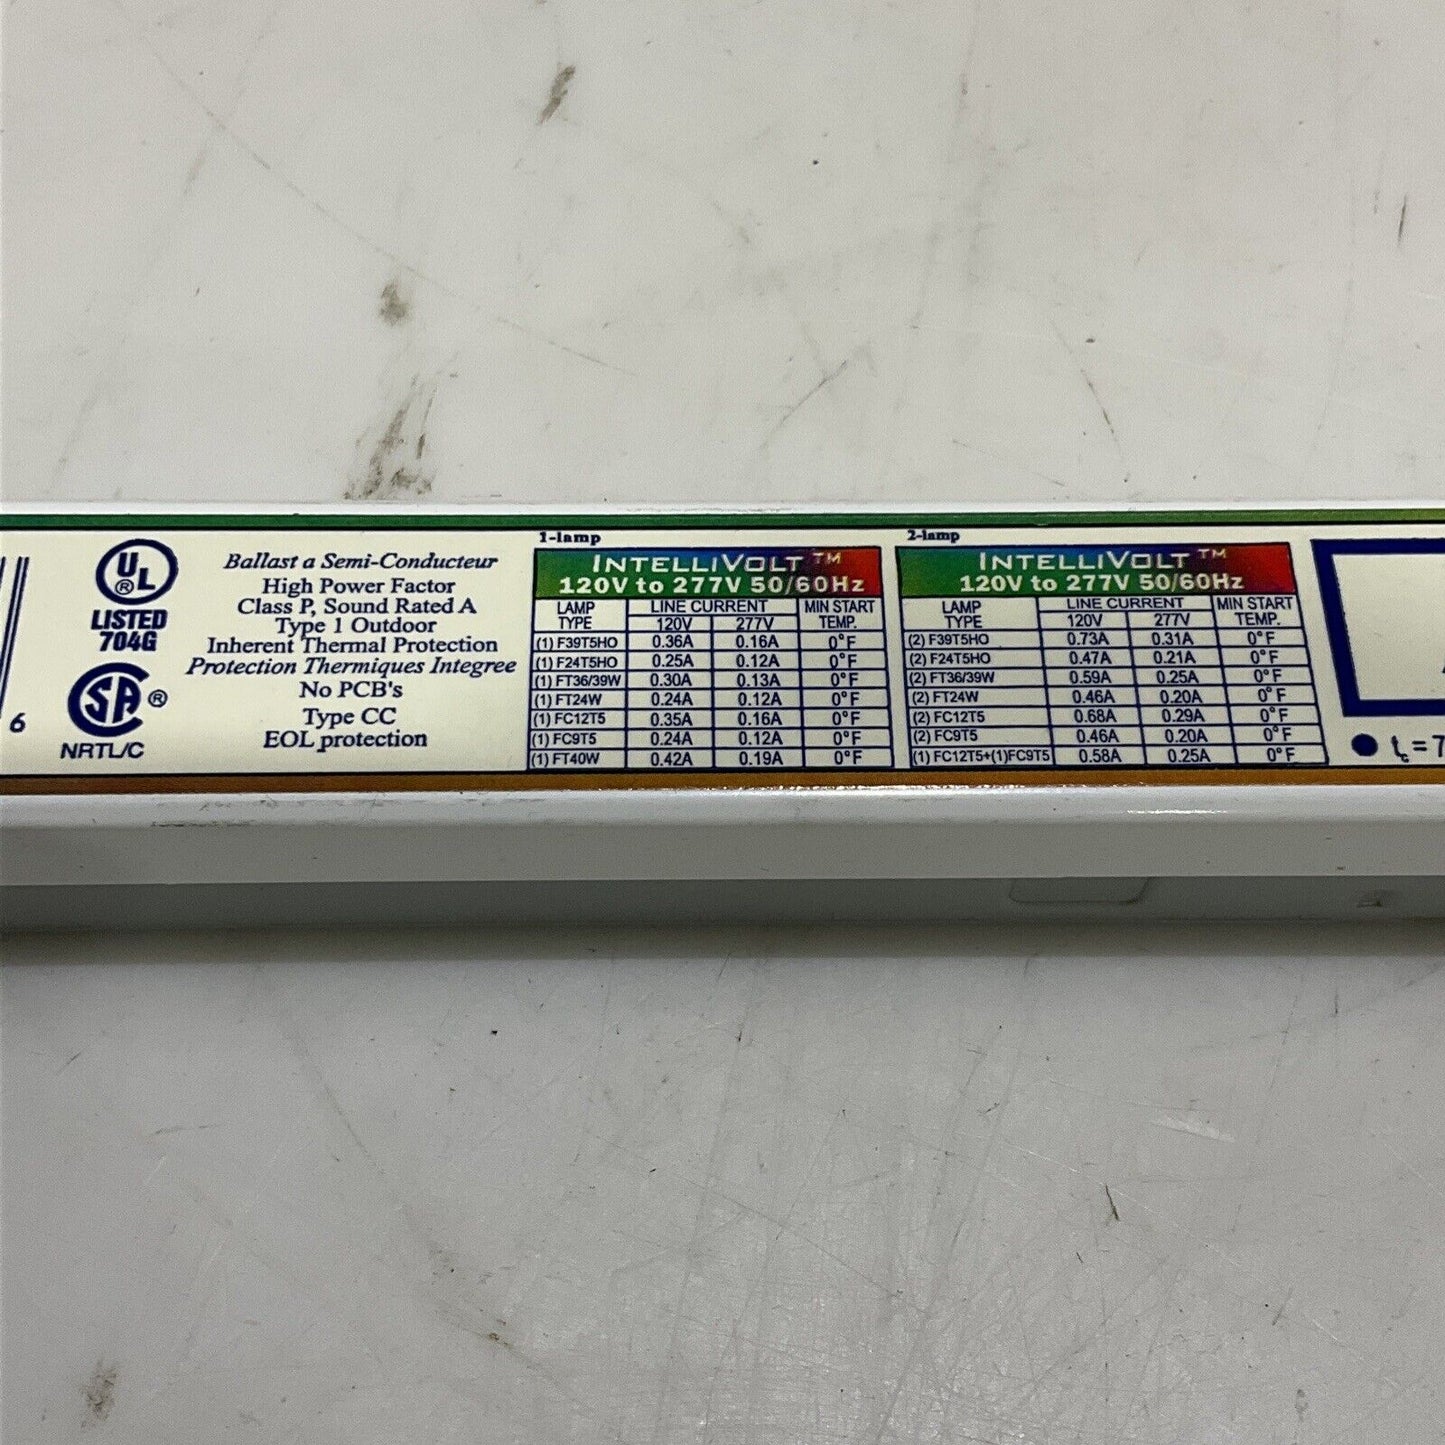 6
UL
®
LISTED
704G
SA ®
NRTL/C
Ballast a Semi-Conducteur
High Power Factor
Class P, Sound Rated A
Type 1 Outdoor
Inherent Thermal Protection
Protection Thermiques Integree
No PCB's
Type CC
EOL protection
1-lamp
INTELLIVOLT™
120V to 277V 50/60Hz
LAMP TYPE LINE CURRENT MIN START TEMP.
120V 277V
(1) F39T5HO 0.36A 0.16A 0°F
(1) F24T5HO 0.25A 0.12A 0°F
(1) FT36/39W 0.30A 0.13A 0°F
(1) FT24W 0.24A 0.12A 0°F
(1) FC12T5 0.35A 0.16A 0°F
(1) FC9T5 0.24A 0.12A 0°F
(1) FT40W 0.42A 0.19A 0°F
2-lamp
INTELLIVOLT™
120V to 277V 50/60Hz
LAMP TYPE LINE CURRENT MIN START TEMP.
120V 277V
(2) F39T5HO 0.73A 0.31A 0°F
(2) F24T5HO 0.47A 0.21A 0°F
(2) FT36/39W 0.59A 0.25A 0°F
(2) FT24W 0.46A 0.20A 0°F
(2) FC12T5 0.68A 0.29A 0°F
(2) FC9T5 0.46A 0.20A 0°F
(1) FC12T5+(1)FC9T5 0.58A 0.25A 0°F
● tc=7